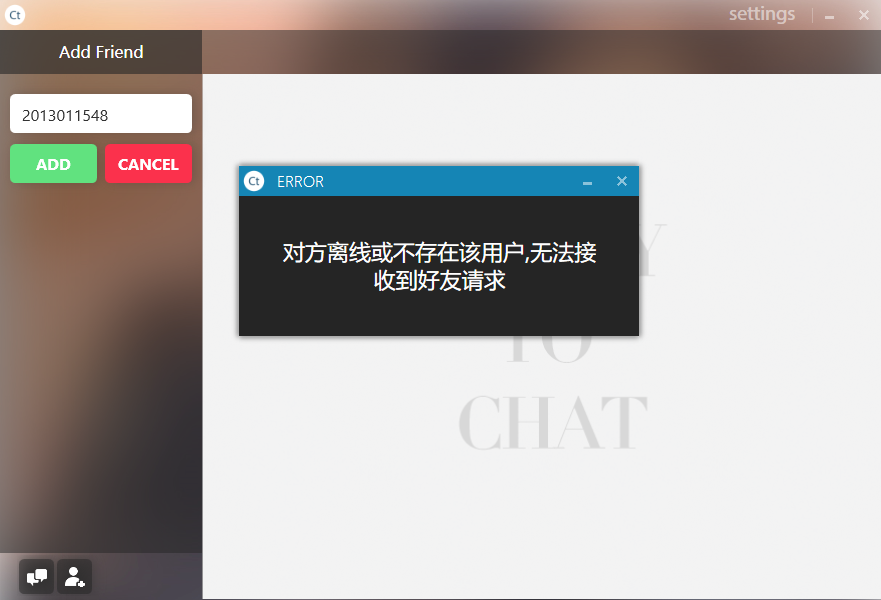 Ct
settings
Add Friend
2013011548
ADD
CANCEL
Ct
ERROR
对方离线或不存在该用户,无法接
收到好友请求
Y
TO
CHAT